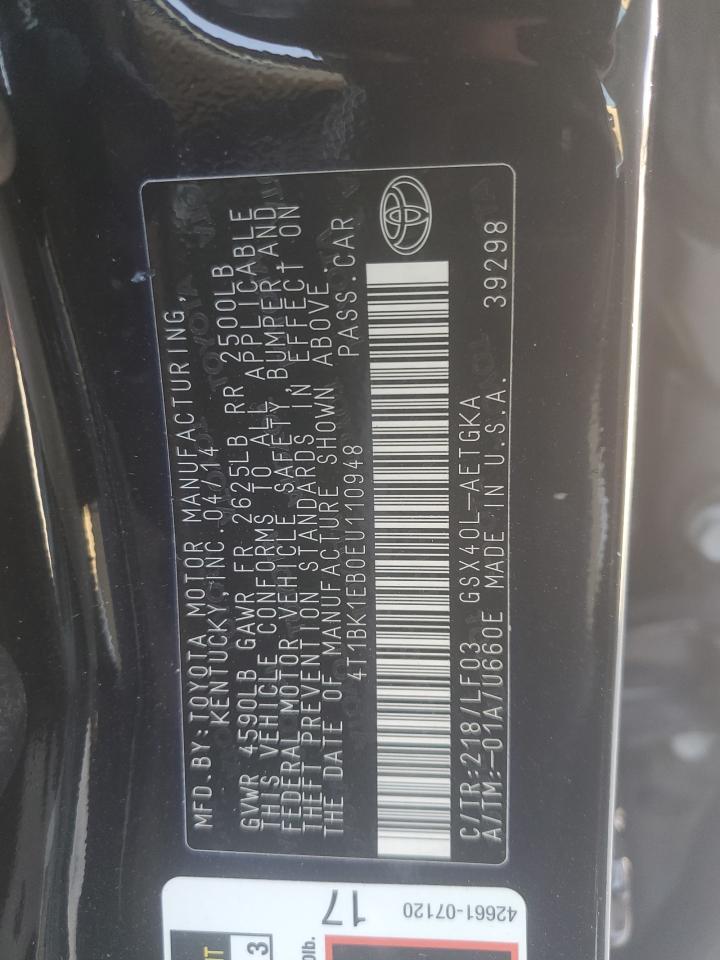 MFD.BY:TOYOTA MOTOR MANUFACTURING,
KENTUCKY,INC.04/14
GVWR 4590LB GAWR FR 2625LB RR 2500LB
THIS VEHICLE CONFORMS TO ALL APPLICABLE
FEDERAL MOTOR VEHICLE SAFETY, BUMPER AND
THEFT PREVENTION STANDARDS IN EFFECT ON
THE DATE OF MANUFACTURE SHOWN ABOVE.
4T1BK1EB0EU110948 PASS.CAR
C/TR:218/LF03 GSX40L-AETGKA
A/TM:-01A7U660E MADE IN U.S.A. 39298
17
42661-07120
3
0lb.